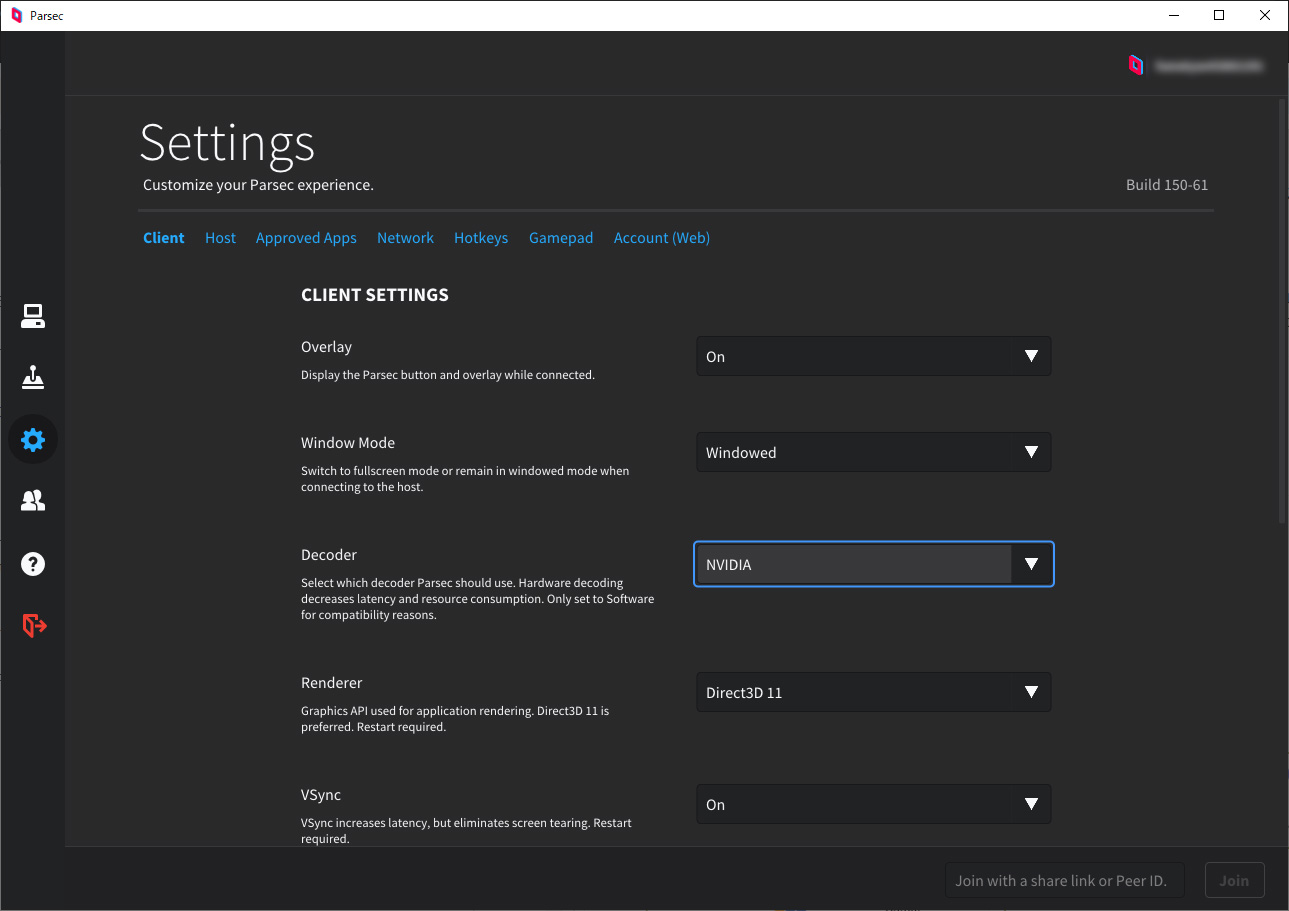 Parsec
Settings
Customize your Parsec experience.
Build 150-61
Client Host Approved Apps Network Hotkeys Gamepad Account (Web)
CLIENT SETTINGS
Overlay
On
Display the Parsec button and overlay while connected.
Window Mode
Windowed
Switch to fullscreen mode or remain in windowed mode when
connecting to the host.
Decoder
NVIDIA
Select which decoder Parsec should use. Hardware decoding
decreases latency and resource consumption. Only set to Software
for compatibility reasons.
Renderer
Direct3D 11
Graphics API used for application rendering. Direct3D 11 is
preferred. Restart required.
VSync
On
VSync increases latency, but eliminates screen tearing. Restart
required.
Join with a share link or Peer ID.
Join